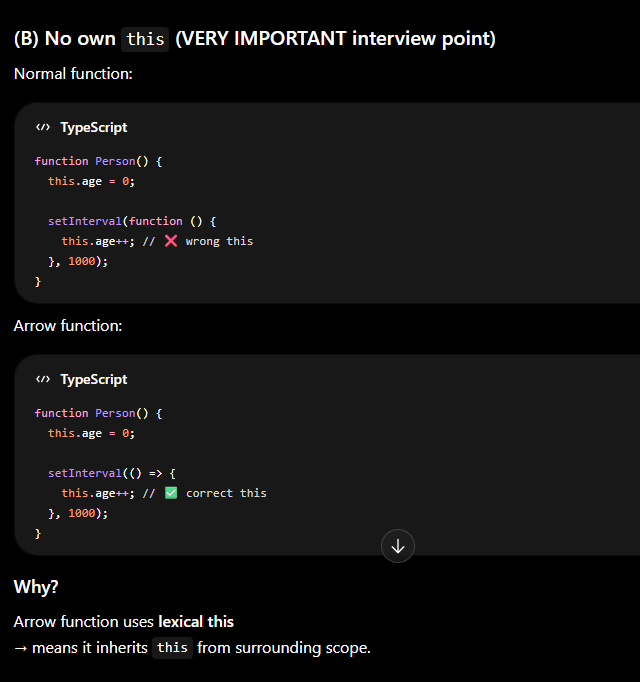 (B) No own this (VERY IMPORTANT interview point)
Normal function:
</> TypeScript
function Person() {
  this.age = 0;

  setInterval(function () {
    this.age++; // ❌ wrong this
  }, 1000);
}
Arrow function:
</> TypeScript
function Person() {
  this.age = 0;

  setInterval(() => {
    this.age++; // ✅ correct this
  }, 1000);
}
Why?
Arrow function uses lexical this
→ means it inherits this from surrounding scope.